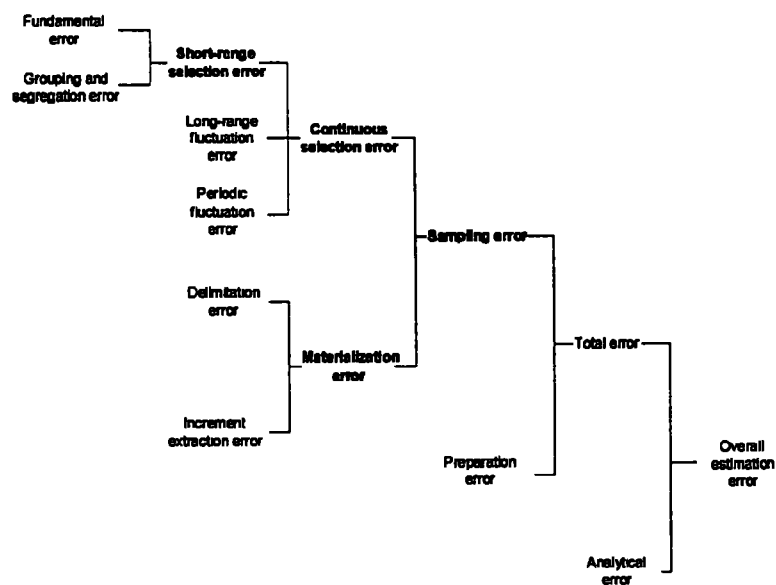 Fundamental
error
Short-range
selection error
Grouping and
segregation error
Long-range
fluctuation
error
Continuous
selection error
Periodic
fluctuation
error
Sampling error
Delimitation
error
Total error
Materialization
error
Increment
extraction error
Preparation
error
Overall
estimation
error
Analytical
error